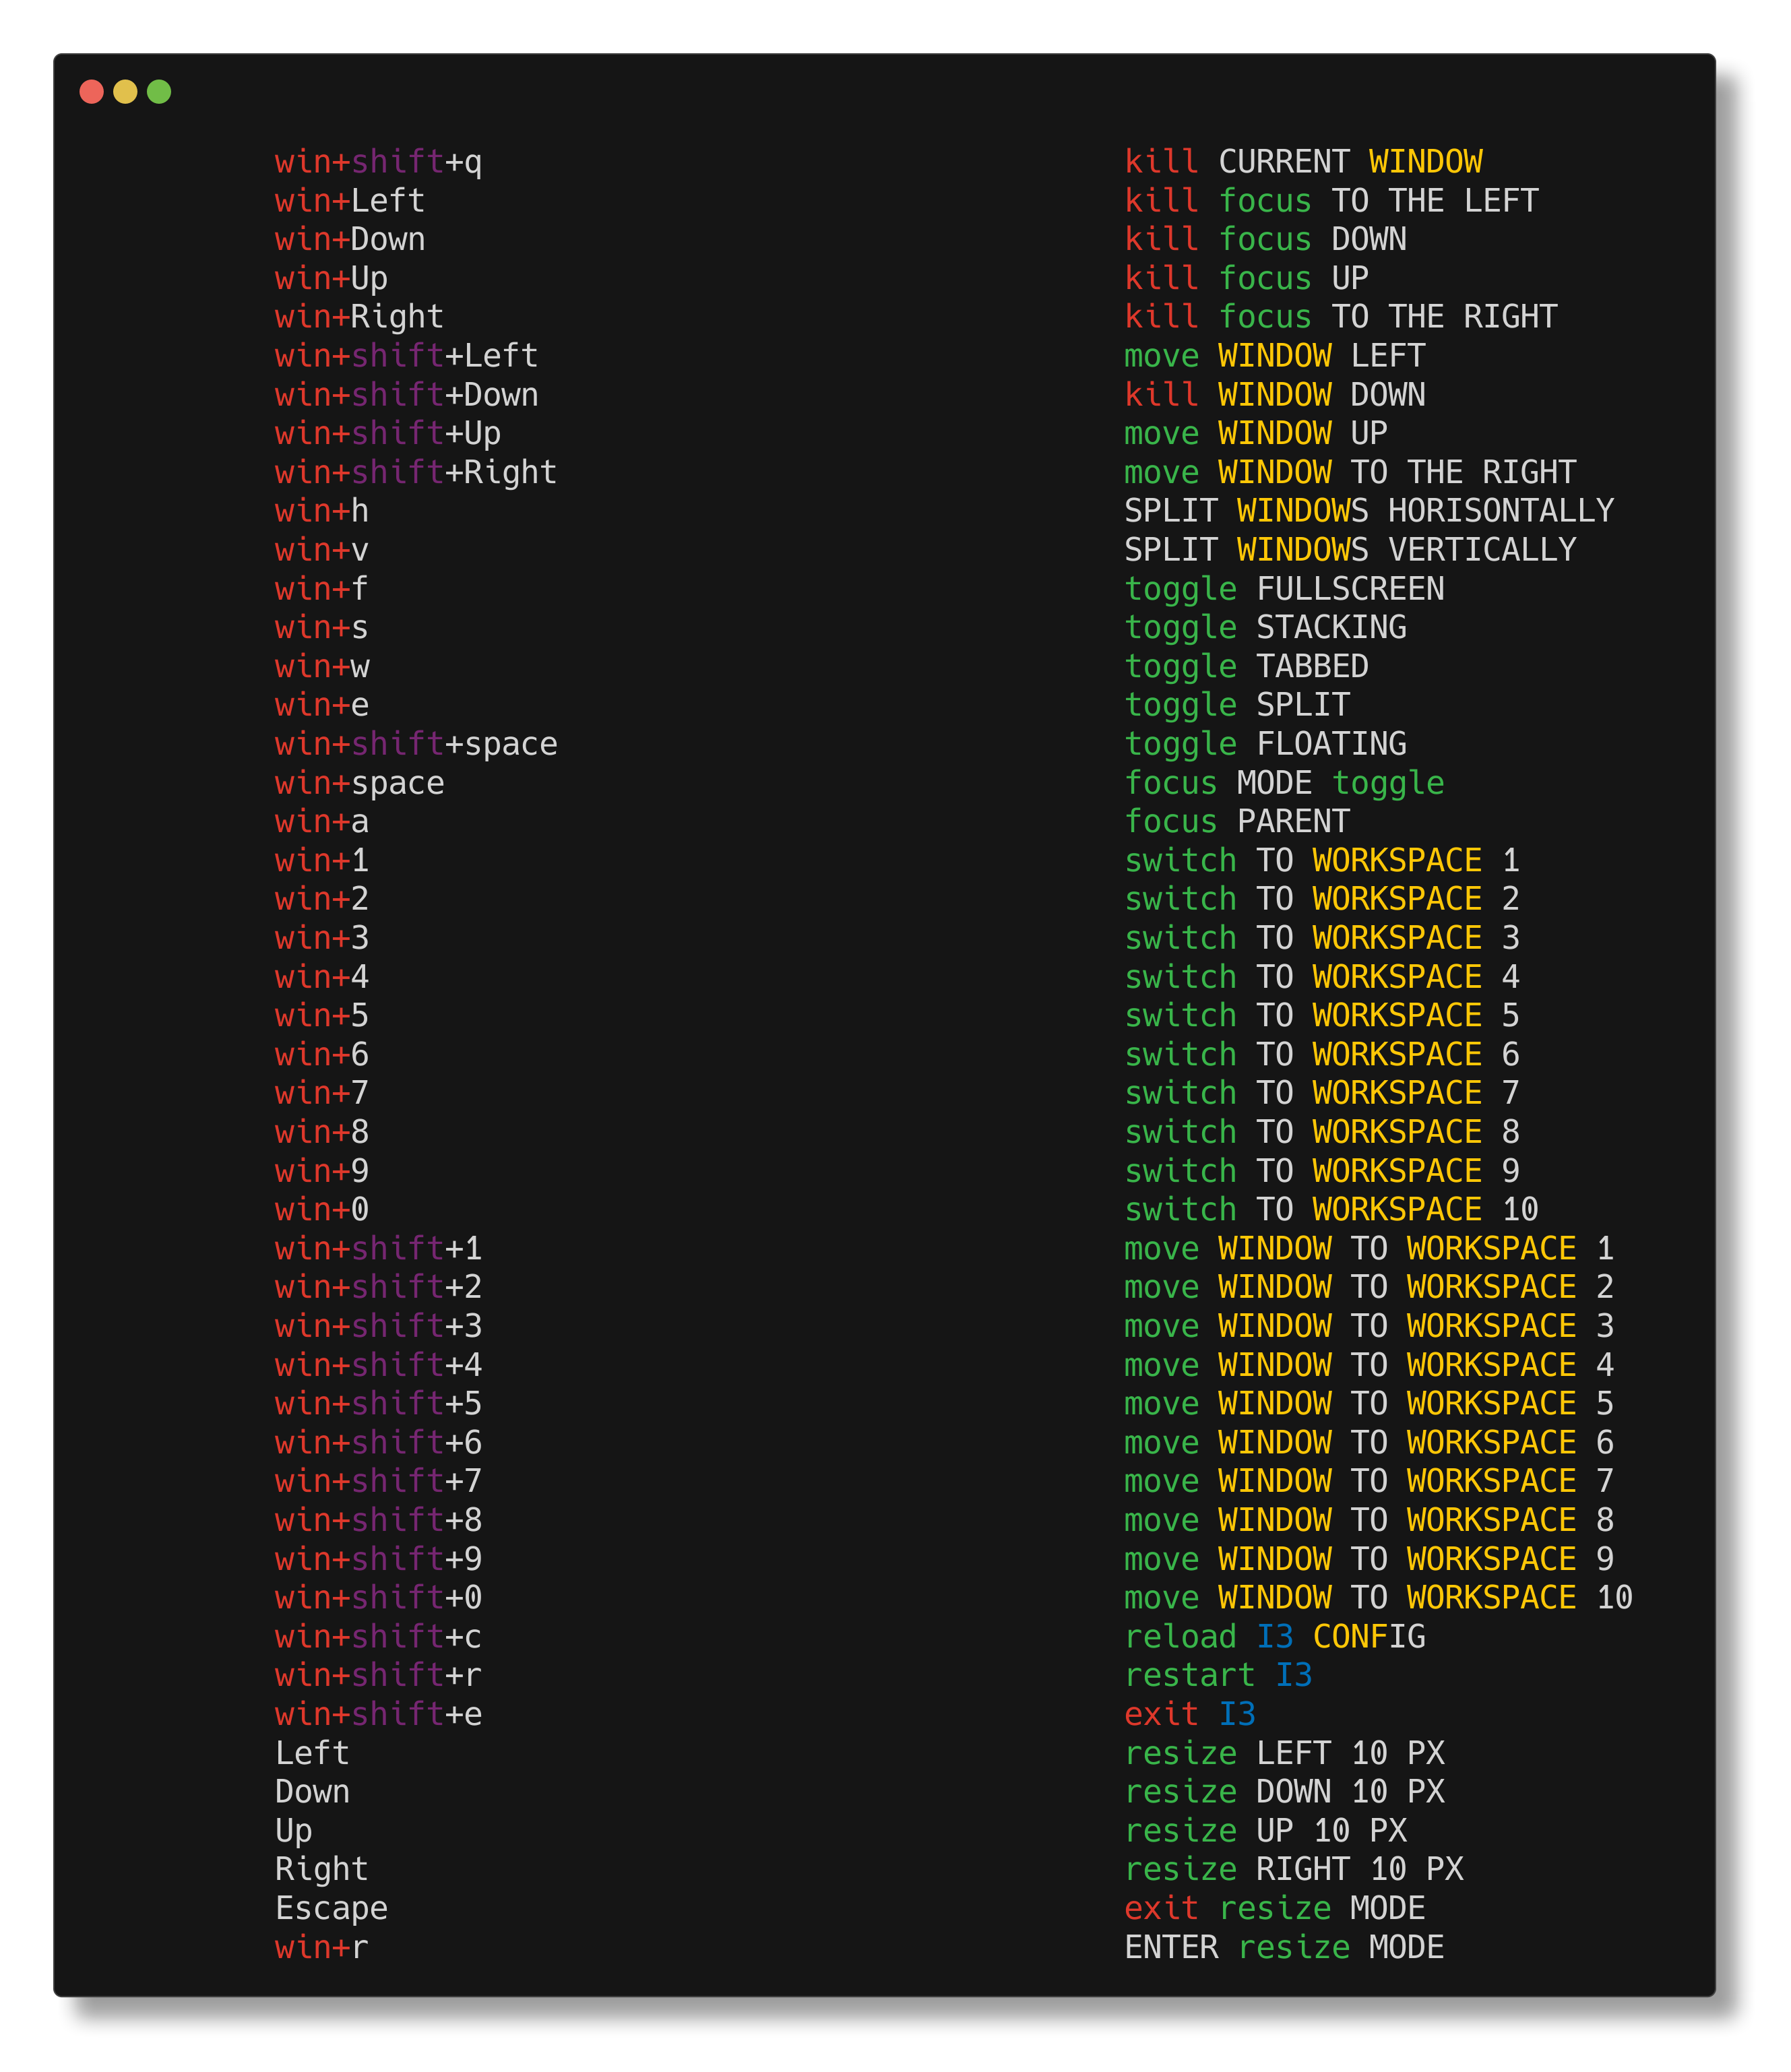 win+shift+q kill CURRENT WINDOW
win+Left kill focus TO THE LEFT
win+Down kill focus DOWN
win+Up kill focus UP
win+Right kill focus TO THE RIGHT
win+shift+Left move WINDOW LEFT
win+shift+Down kill WINDOW DOWN
win+shift+Up move WINDOW UP
win+shift+Right move WINDOW TO THE RIGHT
win+h SPLIT WINDOWS HORISONTALLY
win+v SPLIT WINDOWS VERTICALLY
win+f toggle FULLSCREEN
win+s toggle STACKING
win+w toggle TABBED
win+e toggle SPLIT
win+shift+space toggle FLOATING
win+space focus MODE toggle
win+a focus PARENT
win+1 switch TO WORKSPACE 1
win+2 switch TO WORKSPACE 2
win+3 switch TO WORKSPACE 3
win+4 switch TO WORKSPACE 4
win+5 switch TO WORKSPACE 5
win+6 switch TO WORKSPACE 6
win+7 switch TO WORKSPACE 7
win+8 switch TO WORKSPACE 8
win+9 switch TO WORKSPACE 9
win+0 switch TO WORKSPACE 10
win+shift+1 move WINDOW TO WORKSPACE 1
win+shift+2 move WINDOW TO WORKSPACE 2
win+shift+3 move WINDOW TO WORKSPACE 3
win+shift+4 move WINDOW TO WORKSPACE 4
win+shift+5 move WINDOW TO WORKSPACE 5
win+shift+6 move WINDOW TO WORKSPACE 6
win+shift+7 move WINDOW TO WORKSPACE 7
win+shift+8 move WINDOW TO WORKSPACE 8
win+shift+9 move WINDOW TO WORKSPACE 9
win+shift+0 move WINDOW TO WORKSPACE 10
win+shift+c reload I3 CONFIG
win+shift+r restart I3
win+shift+e exit I3
Left resize LEFT 10 PX
Down resize DOWN 10 PX
Up resize UP 10 PX
Right resize RIGHT 10 PX
Escape exit resize MODE
win+r ENTER resize MODE